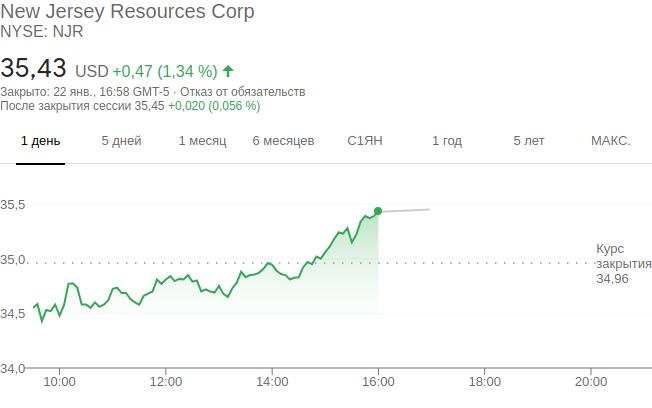 New Jersey Resources Corp
NYSE: NJR
35,43 USD +0,47 (1,34 %)
Закрыто: 22 янв., 16:58 GMT-5 · Отказ от обязательств
После закрытия сессии 35,45 +0,020 (0,056 %)
1 день 5 дней 1 месяц 6 месяцев С1ЯН 1 год 5 лет МАКС.
35,5
35,0
34,5
34,0
Курс
закрытия
34,96
10:00 12:00 14:00 16:00 18:00 20:00